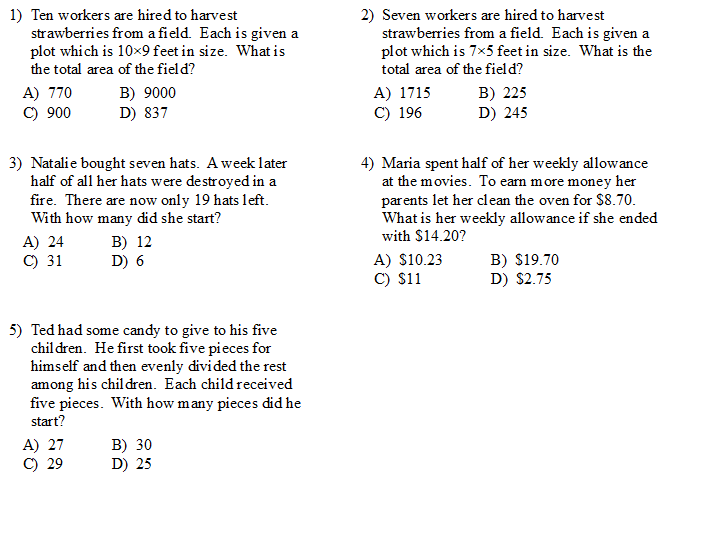 1) Ten workers are hired to harvest
strawberries from a field. Each is given a
plot which is 10×9 feet in size. What is
the total area of the field?
A) 770 B) 9000
C) 900 D) 837
2) Seven workers are hired to harvest
strawberries from a field. Each is given a
plot which is 7×5 feet in size. What is the
total area of the field?
A) 1715 B) 225
C) 196 D) 245
3) Natalie bought seven hats. A week later
half of all her hats were destroyed in a
fire. There are now only 19 hats left.
With how many did she start?
A) 24 B) 12
C) 31 D) 6
4) Maria spent half of her weekly allowance
at the movies. To earn more money her
parents let her clean the oven for $8.70.
What is her weekly allowance if she ended
with $14.20?
A) $10.23 B) $19.70
C) $11 D) $2.75
5) Ted had some candy to give to his five
children. He first took five pieces for
himself and then evenly divided the rest
among his children. Each child received
five pieces. With how many pieces did he
start?
A) 27 B) 30
C) 29 D) 25